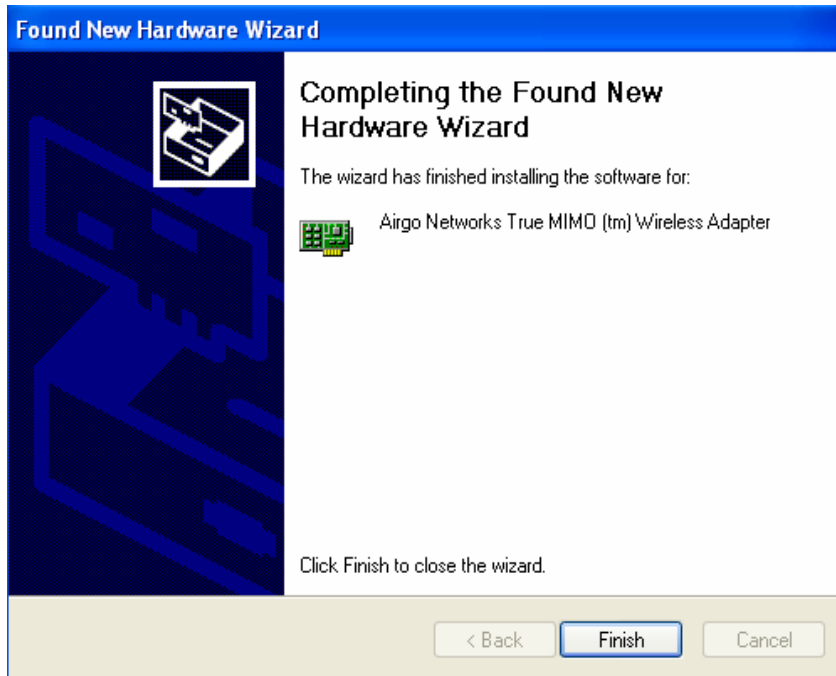 Found New Hardware Wizard
Completing the Found New
Hardware Wizard
The wizard has finished installing the software for:
Airgo Networks True MIMO (tm) Wireless Adapter
Click Finish to close the wizard.
< Back Finish Cancel